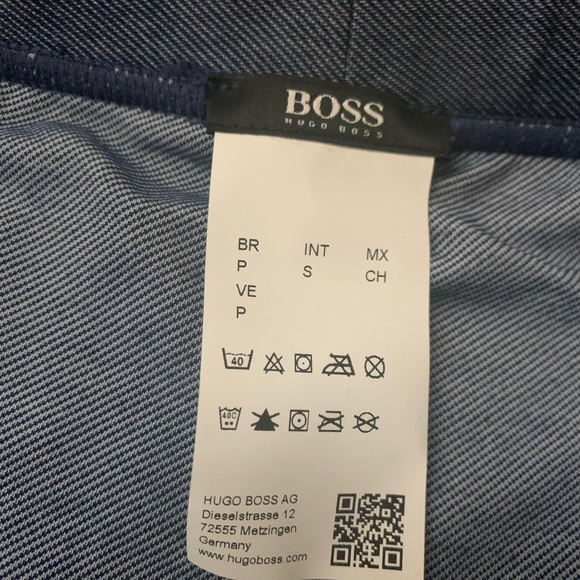 BOSS
HUGO BOSS
BR INT MX
P S CH
VE
P
40
40C
HUGO BOSS AG
Dieselstrasse 12
72555 Metzingen
Germany
www.hugoboss.com